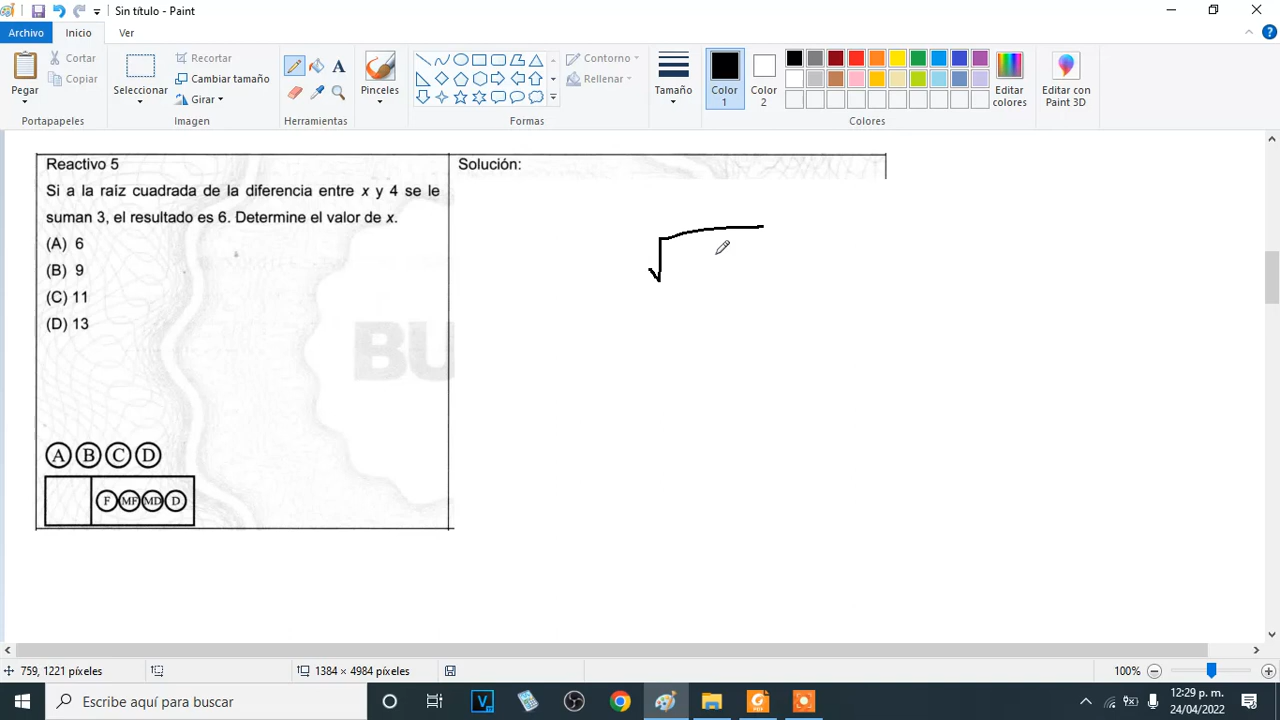 Sin título - Paint
Archivo Inicio Ver
Pegar
Cortar
Copiar
Portapapeles
Seleccionar
Recortar
Cambiar tamaño
Girar
Imagen
A
Herramientas
Pinceles
Contorno
Rellenar
Formas
Tamaño
Color 1
Color 2
Editar colores
Colores
Editar con Paint 3D
Reactivo 5
Si a la raíz cuadrada de la diferencia entre x y 4 se le
suman 3, el resultado es 6. Determine el valor de x.
(A) 6
(B) 9
(C) 11
(D) 13
BU
A B C D
F MF MD D
Solución:
√
759, 1221 píxeles
1384 × 4984 píxeles
100%
Escribe aquí para buscar
12:29 p. m.
24/04/2022